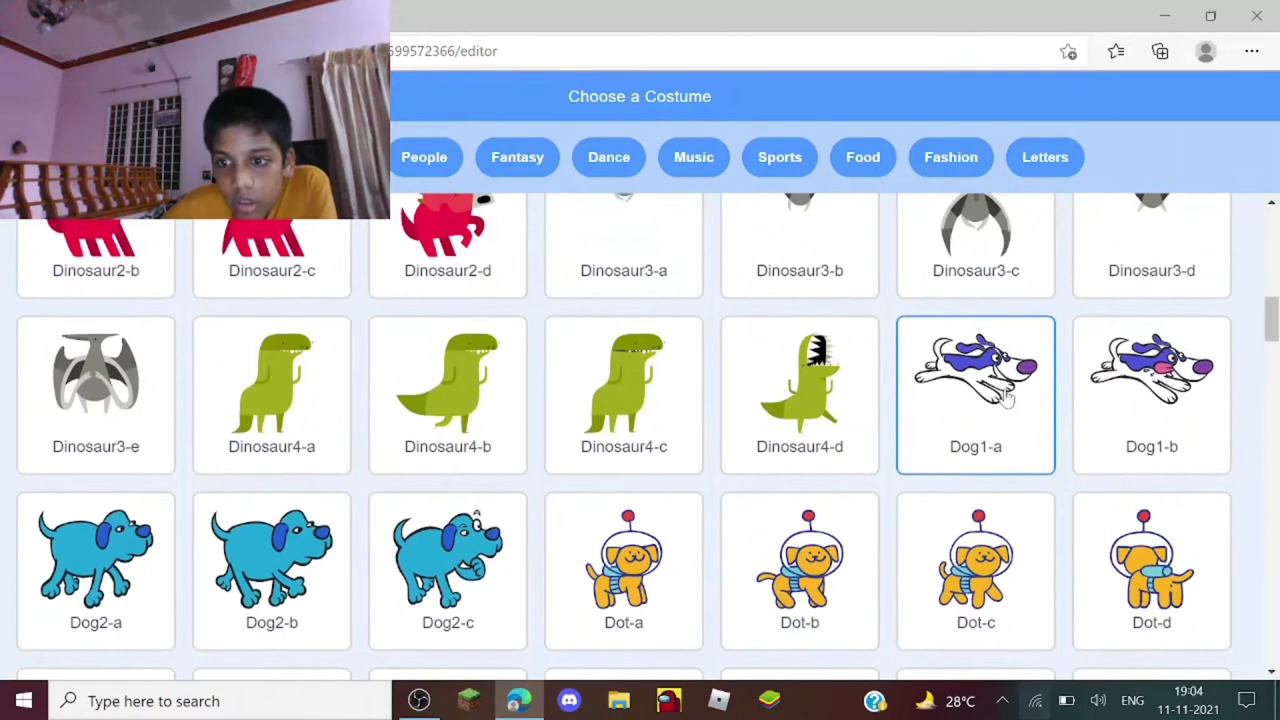 599572366/editor
Choose a Costume
People
Fantasy
Dance
Music
Sports
Food
Fashion
Letters
Dinosaur2-b
Dinosaur2-c
Dinosaur2-d
Dinosaur3-a
Dinosaur3-b
Dinosaur3-c
Dinosaur3-d
Dinosaur3-e
Dinosaur4-a
Dinosaur4-b
Dinosaur4-c
Dinosaur4-d
Dog1-a
Dog1-b
Dog2-a
Dog2-b
Dog2-c
Dot-a
Dot-b
Dot-c
Dot-d
Type here to search
28°C
ENG
19:04
11-11-2021